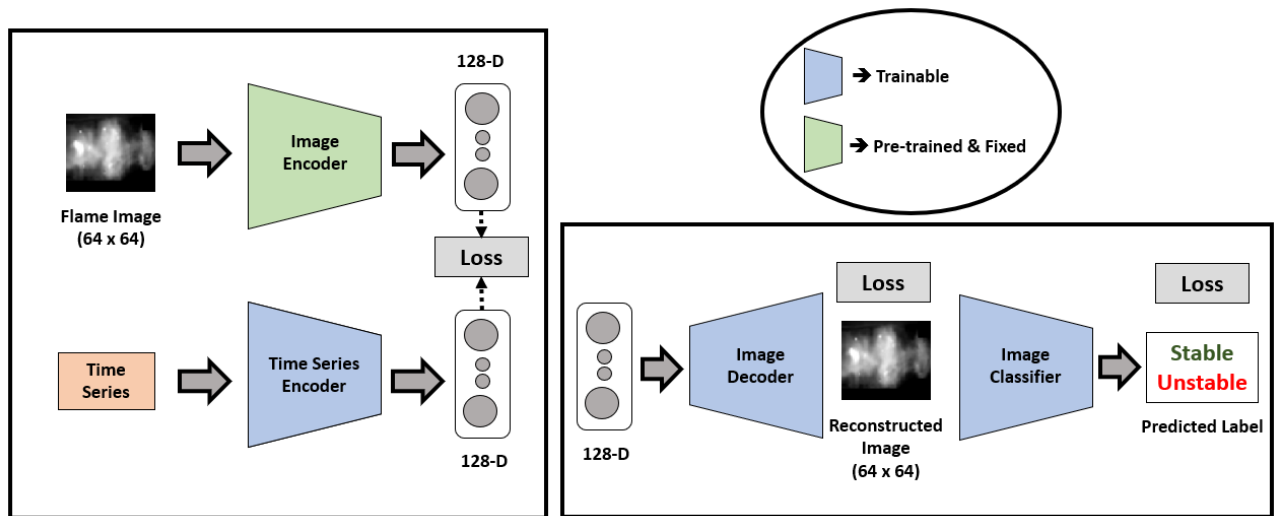 128-D
Image
Encoder
Flame Image
(64 x 64)
Loss
Time
Series
Time Series
Encoder
128-D
Trainable
Pre-trained & Fixed
128-D
Image
Decoder
Loss
Reconstructed
Image
(64 x 64)
Image
Classifier
Loss
Stable
Unstable
Predicted Label